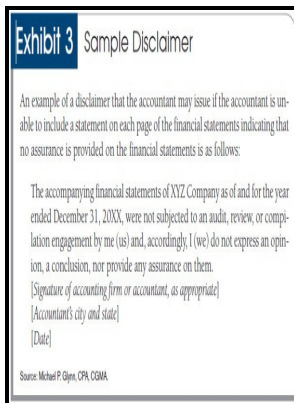 Exhibit 3 Sample Disclaimer
An example of a disclaimer that the accountant may issue if the accountant is un-
able to include a statement on each page of the financial statements indicating that
no assurance is provided on the financial statements is as follows:
The accompanying financial statements of XYZ Company as of and for the year
ended December 31, 20XX, were not subjected to an audit, review, or compi-
lation engagement by me (us) and, accordingly, I (we) do not express an opin-
ion, a conclusion, nor provide any assurance on them.
[Signature of accounting firm or accountant, as appropriate]
[Accountant's city and state]
[Date]
Source: Michael P. Glynn, CPA, CGMA.